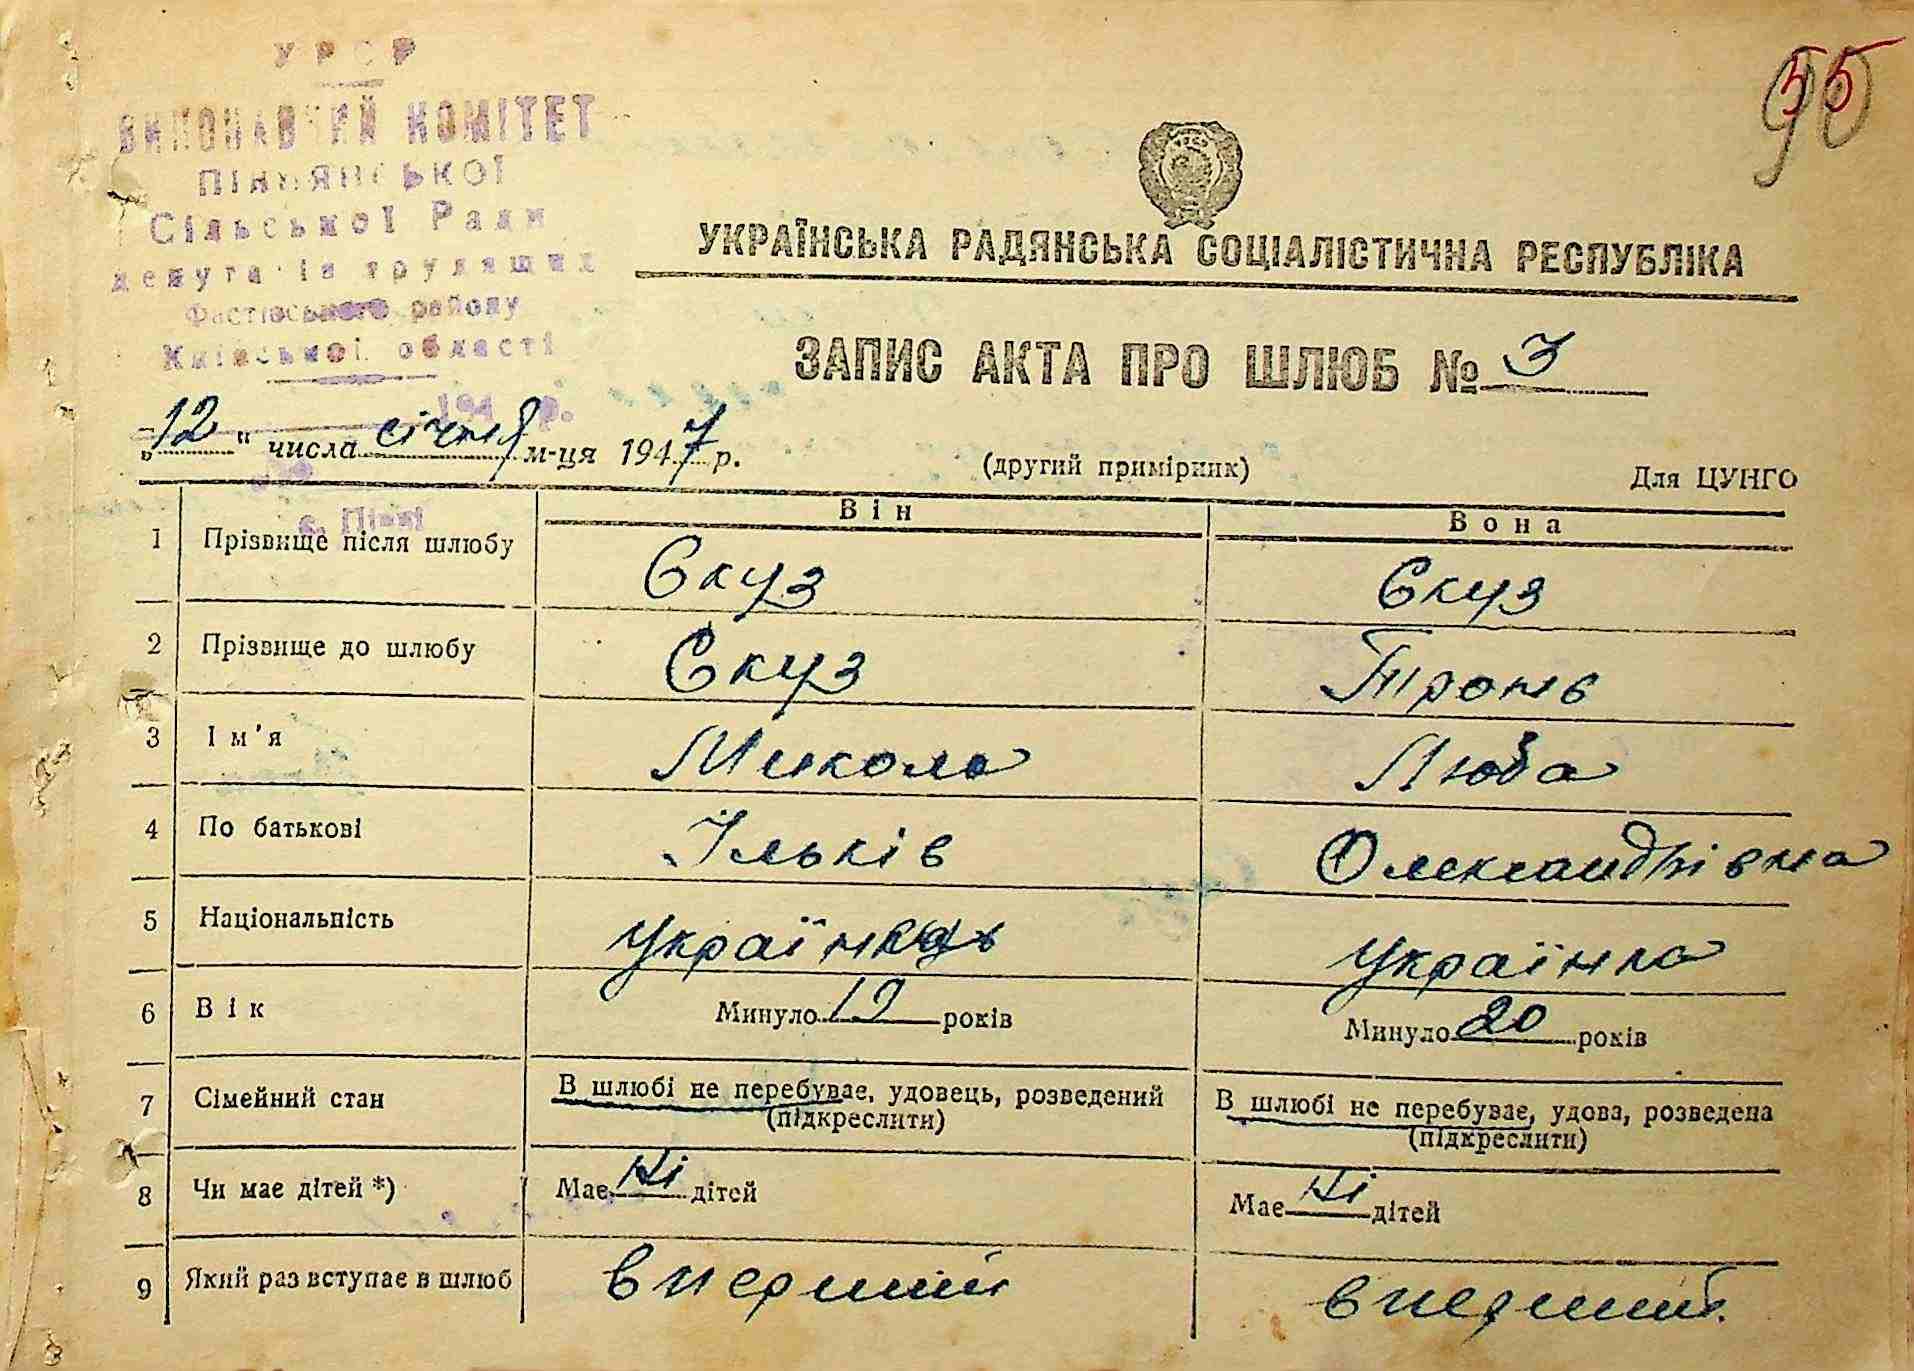 УРСР
ВИКОНАВЧИЙ КОМІТЕТ
ПІВНЯНСЬКОЇ
Сільської Ради
депутатів трудящих
Фастівського району
Київської області
194 р.
с. Півні
55
90
УКРАЇНСЬКА РАДЯНСЬКА СОЦІАЛІСТИЧНА РЕСПУБЛІКА
ЗАПИС АКТА ПРО ШЛЮБ № 3
„12“ числа січня м-ця 1947 р.
(другий примірник)
Для ЦУНГО
Він Вона
1 Прізвище після шлюбу Скуз Скуз
2 Прізвище до шлюбу Скуз Тронь
3 Ім'я Микола Люба
4 По батькові Ільків Олександрівна
5 Національність Українець Українка
6 Вік Минуло 19 років Минуло 20 років
7 Сімейний стан В шлюбі не перебуває, удовець, розведений В шлюбі не перебуває, удова, розведена
(підкреслити) (підкреслити)
8 Чи має дітей *) Має ні дітей Має ні дітей
9 Який раз вступає в шлюб вперший вперший